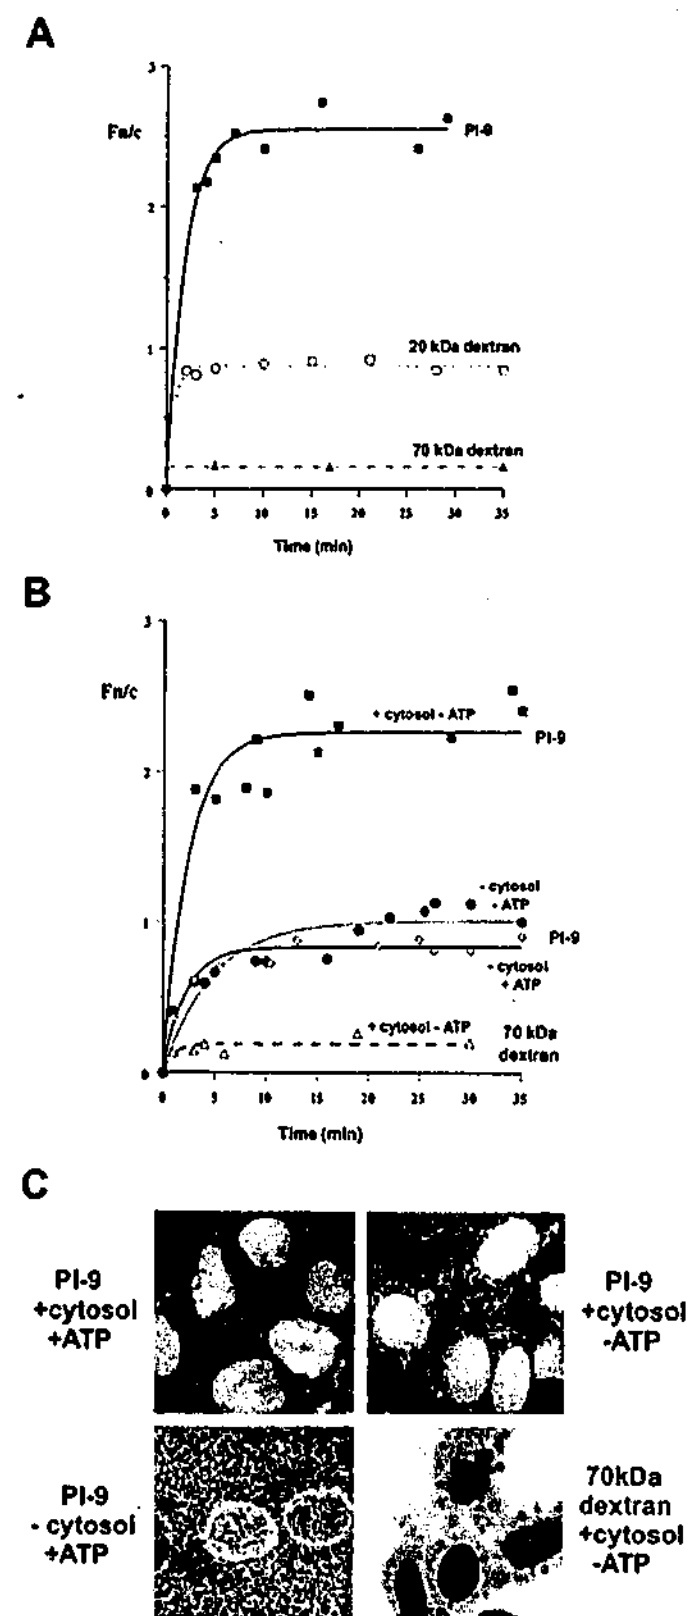 A
3
Fn/c
PI-9
2
20 kDa dextran
1
70 kDa dextran
0
0 5 10 15 20 25 30 35
Time (min)
B
3
Fn/c
+ cytosol - ATP
PI-9
2
- cytosol
- ATP
1
PI-9
- cytosol
+ ATP
+ cytosol - ATP
70 kDa
dextran
0
0 5 10 15 20 25 30 35
Time (min)
C
PI-9
+cytosol
+ATP
PI-9
+cytosol
-ATP
PI-9
- cytosol
+ATP
70kDa
dextran
+cytosol
-ATP